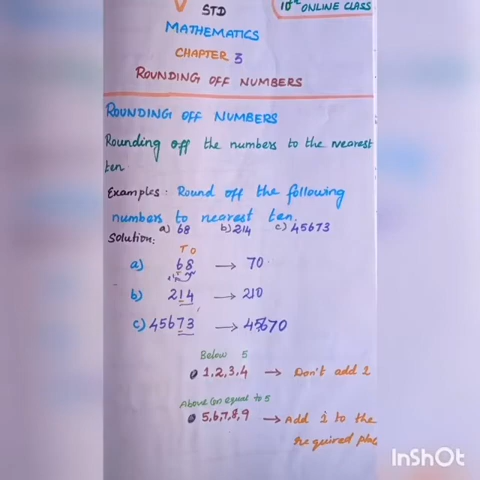 V
STD
10th ONLINE CLASS
MATHEMATICS
CHAPTER 3
ROUNDING OFF NUMBERS
ROUNDING OFF NUMBERS
Rounding off the numbers to the nearest
ten.
Examples: Round off the following
numbers to nearest ten.
a) 68 b) 214 c) 45673
Solution:
T O
a) 68 → 70.
b) 214 → 210
c) 45673 → 45670
Below 5
1,2,3,4 → Don't add 1
Above (or) equal to 5
5,6,7,8,9 → Add 1 to the
required place
InShOt